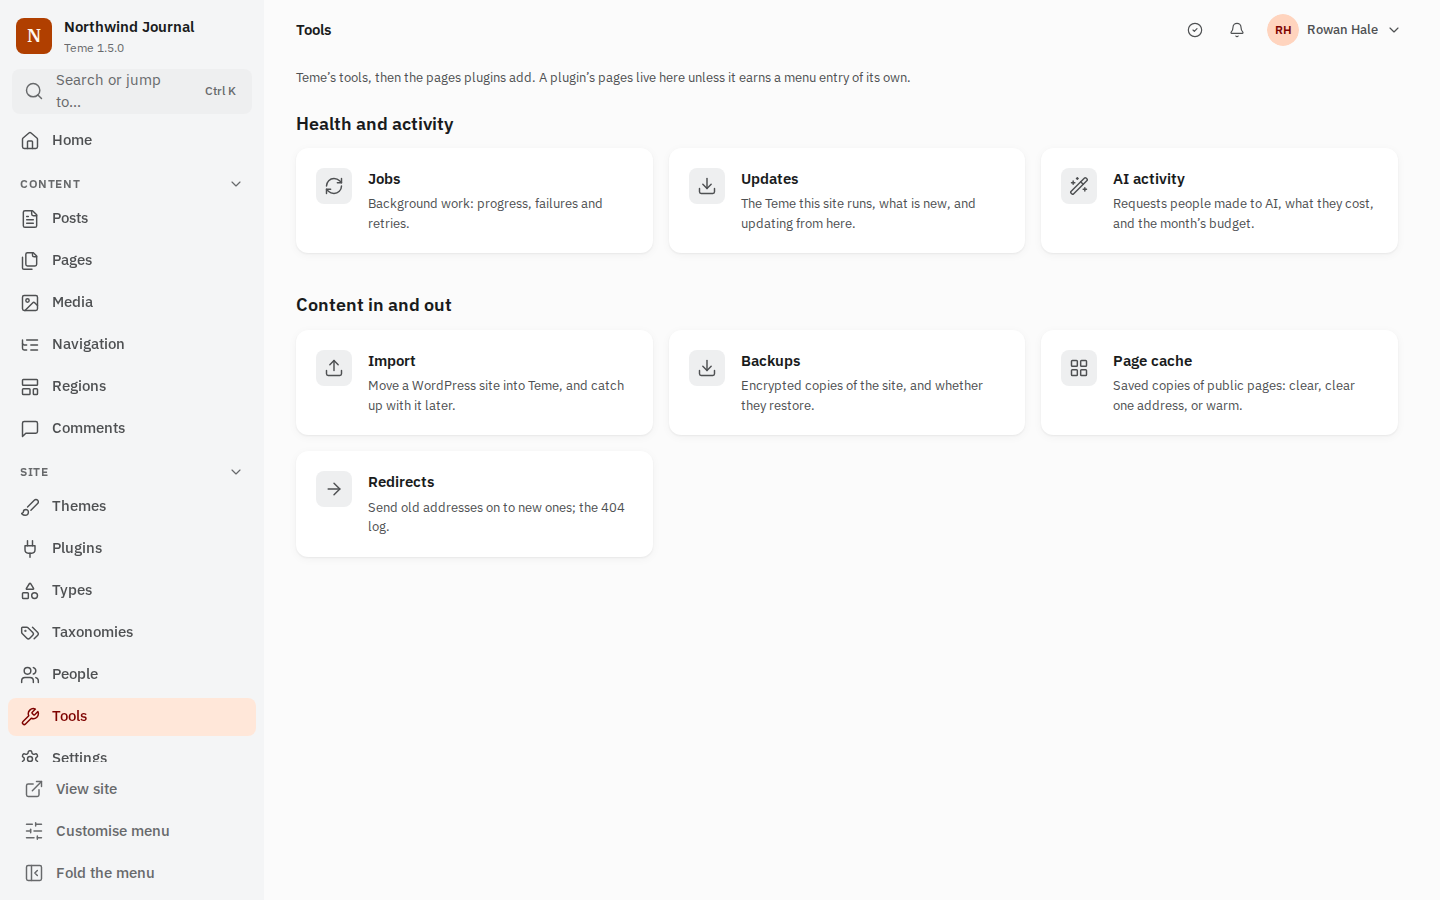 N
Northwind Journal
Teme 1.5.0
Search or jump
to...
Ctrl K
Home
CONTENT
Posts
Pages
Media
Navigation
Regions
Comments
SITE
Themes
Plugins
Types
Taxonomies
People
Tools
Settings
View site
Customise menu
Fold the menu
Tools
RH
Rowan Hale
Teme’s tools, then the pages plugins add. A plugin’s pages live here unless it earns a menu entry of its own.
Health and activity
Jobs
Background work: progress, failures and
retries.
Updates
The Teme this site runs, what is new, and
updating from here.
AI activity
Requests people made to AI, what they cost,
and the month’s budget.
Content in and out
Import
Move a WordPress site into Teme, and catch
up with it later.
Backups
Encrypted copies of the site, and whether
they restore.
Page cache
Saved copies of public pages: clear, clear
one address, or warm.
Redirects
Send old addresses on to new ones; the 404
log.